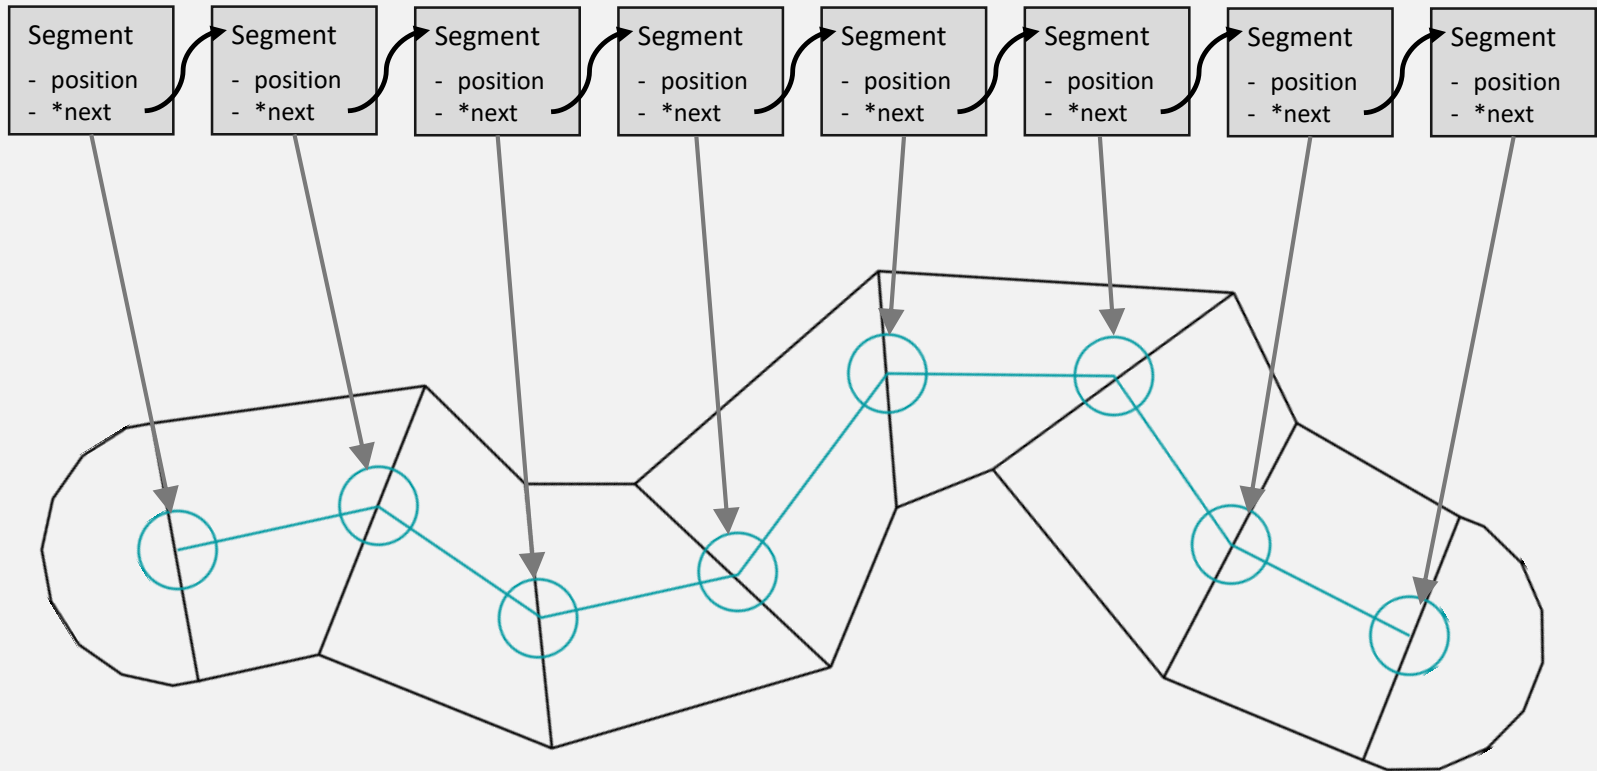 Segment
- position
- *next
Segment
- position
- *next
Segment
- position
- *next
Segment
- position
- *next
Segment
- position
- *next
Segment
- position
- *next
Segment
- position
- *next
Segment
- position
- *next